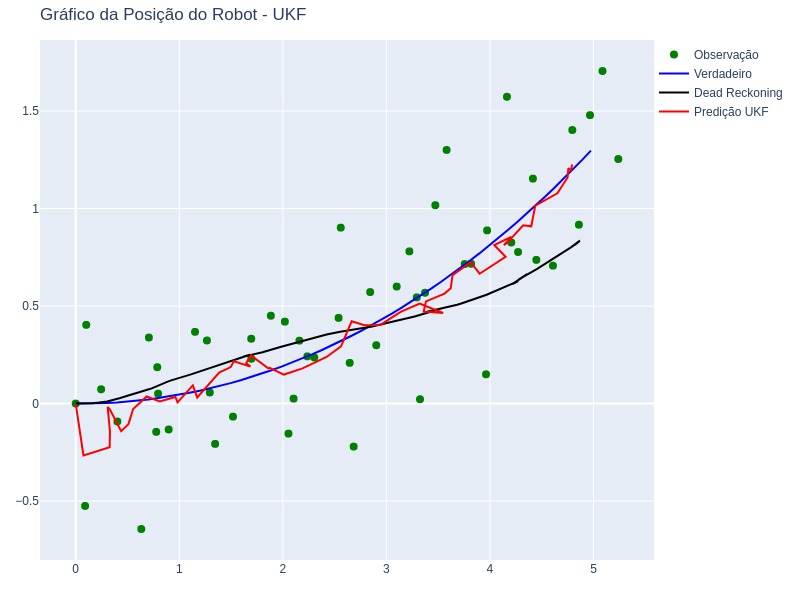 Gráfico da Posição do Robot - UKF
Observação
Verdadeiro
Dead Reckoning
Predição UKF
1.5
1
0.5
0
−0.5
0 1 2 3 4 5